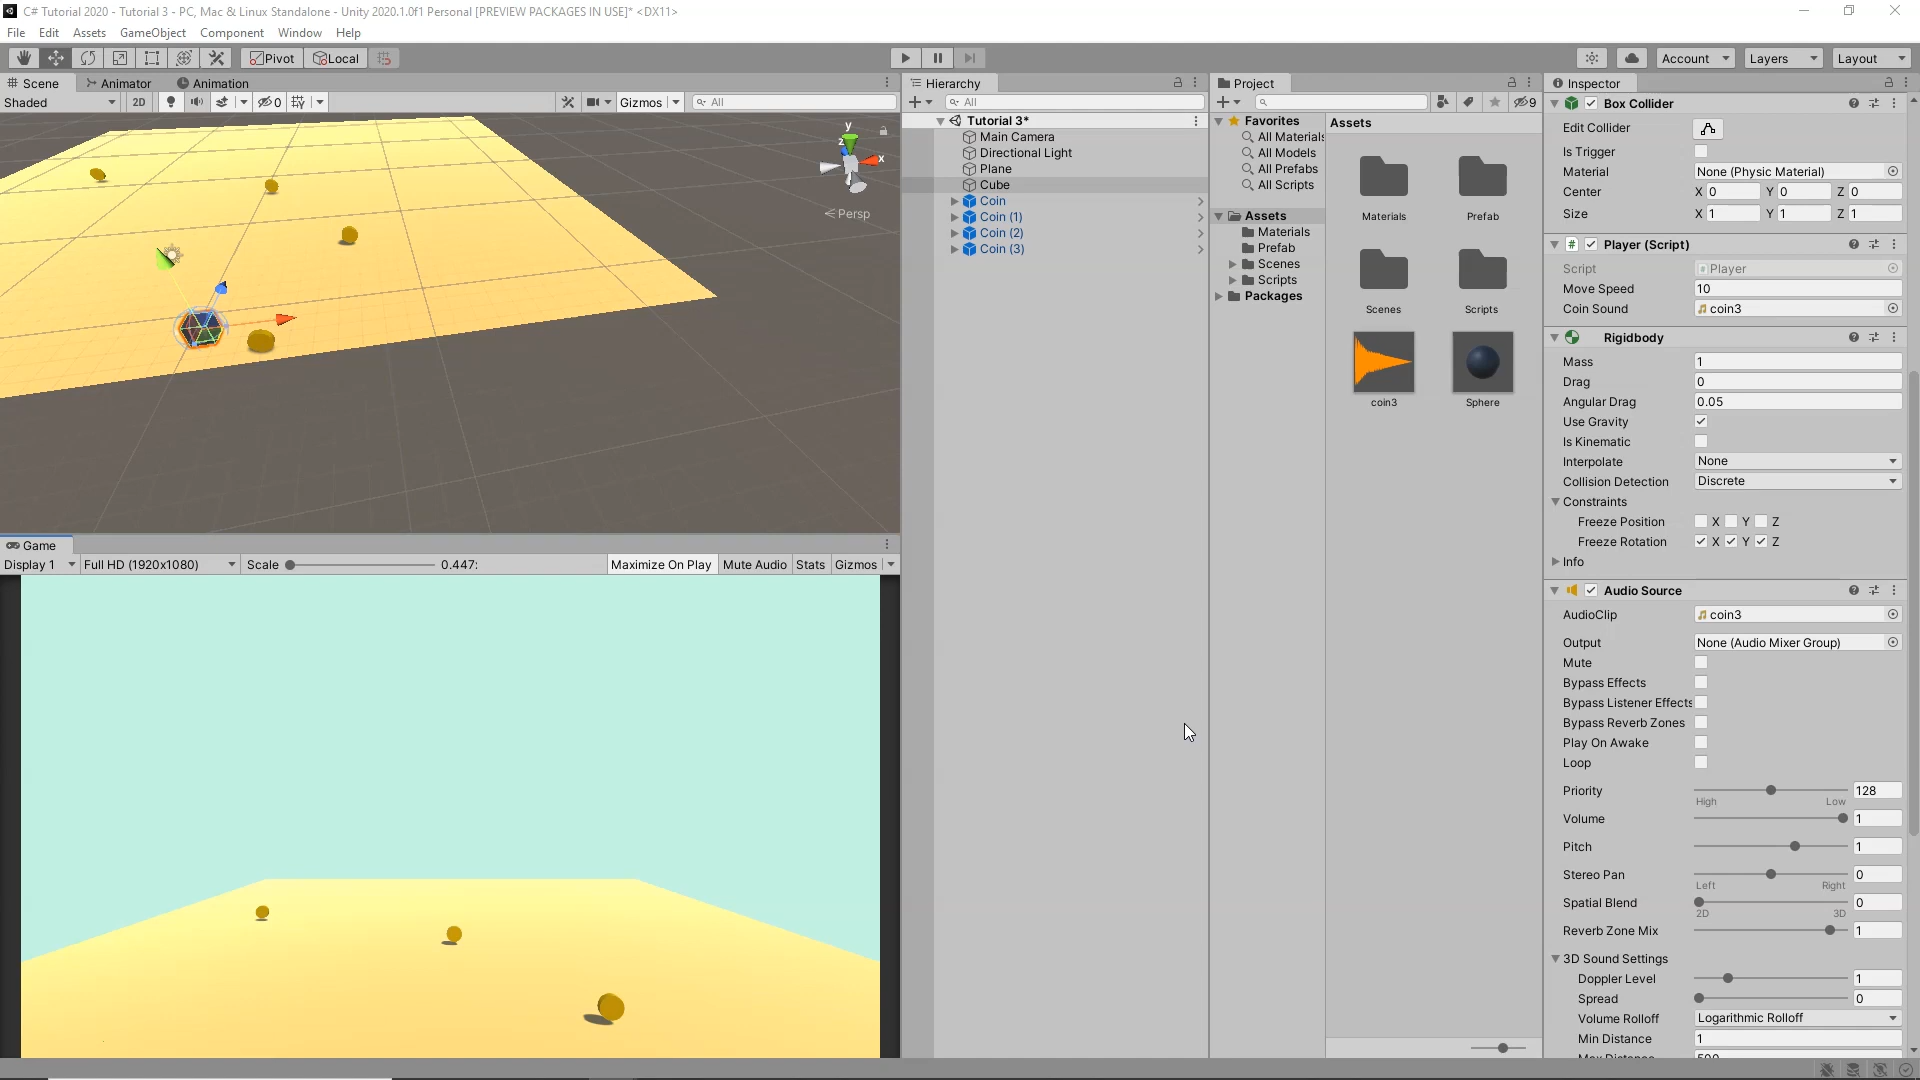 C# Tutorial 2020 - Tutorial 3 - PC, Mac & Linux Standalone - Unity 2020.1.0f1 Personal [PREVIEW PACKAGES IN USE]* <DX11>
File Edit Assets GameObject Component Window Help
Pivot Local Account Layers Layout
Scene Animator Animation
Shaded 2D 0 Gizmos All
y
z
x
Persp
Game
Display 1 Full HD (1920x1080) Scale 0.447: Maximize On Play Mute Audio Stats Gizmos
Hierarchy
All
Tutorial 3*
Main Camera
Directional Light
Plane
Cube
Coin
Coin (1)
Coin (2)
Coin (3)
Project
9
Favorites
All Materials
All Models
All Prefabs
All Scripts
Assets
Materials
Prefab
Scenes
Scripts
Packages
Assets
Materials Prefab
Scenes Scripts
coin3 Sphere
Inspector
Box Collider
Edit Collider
Is Trigger
Material None (Physic Material)
Center X 0 Y 0 Z 0
Size X 1 Y 1 Z 1
# Player (Script)
Script Player
Move Speed 10
Coin Sound coin3
Rigidbody
Mass 1
Drag 0
Angular Drag 0.05
Use Gravity
Is Kinematic
Interpolate None
Collision Detection Discrete
Constraints
Freeze Position X Y Z
Freeze Rotation X Y Z
Info
Audio Source
AudioClip coin3
Output None (Audio Mixer Group)
Mute
Bypass Effects
Bypass Listener Effects
Bypass Reverb Zones
Play On Awake
Loop
Priority 128
High Low
Volume 1
Pitch 1
Stereo Pan 0
Left Right
Spatial Blend 0
2D 3D
Reverb Zone Mix 1
3D Sound Settings
Doppler Level 1
Spread 0
Volume Rolloff Logarithmic Rolloff
Min Distance 1
Max Distance 500